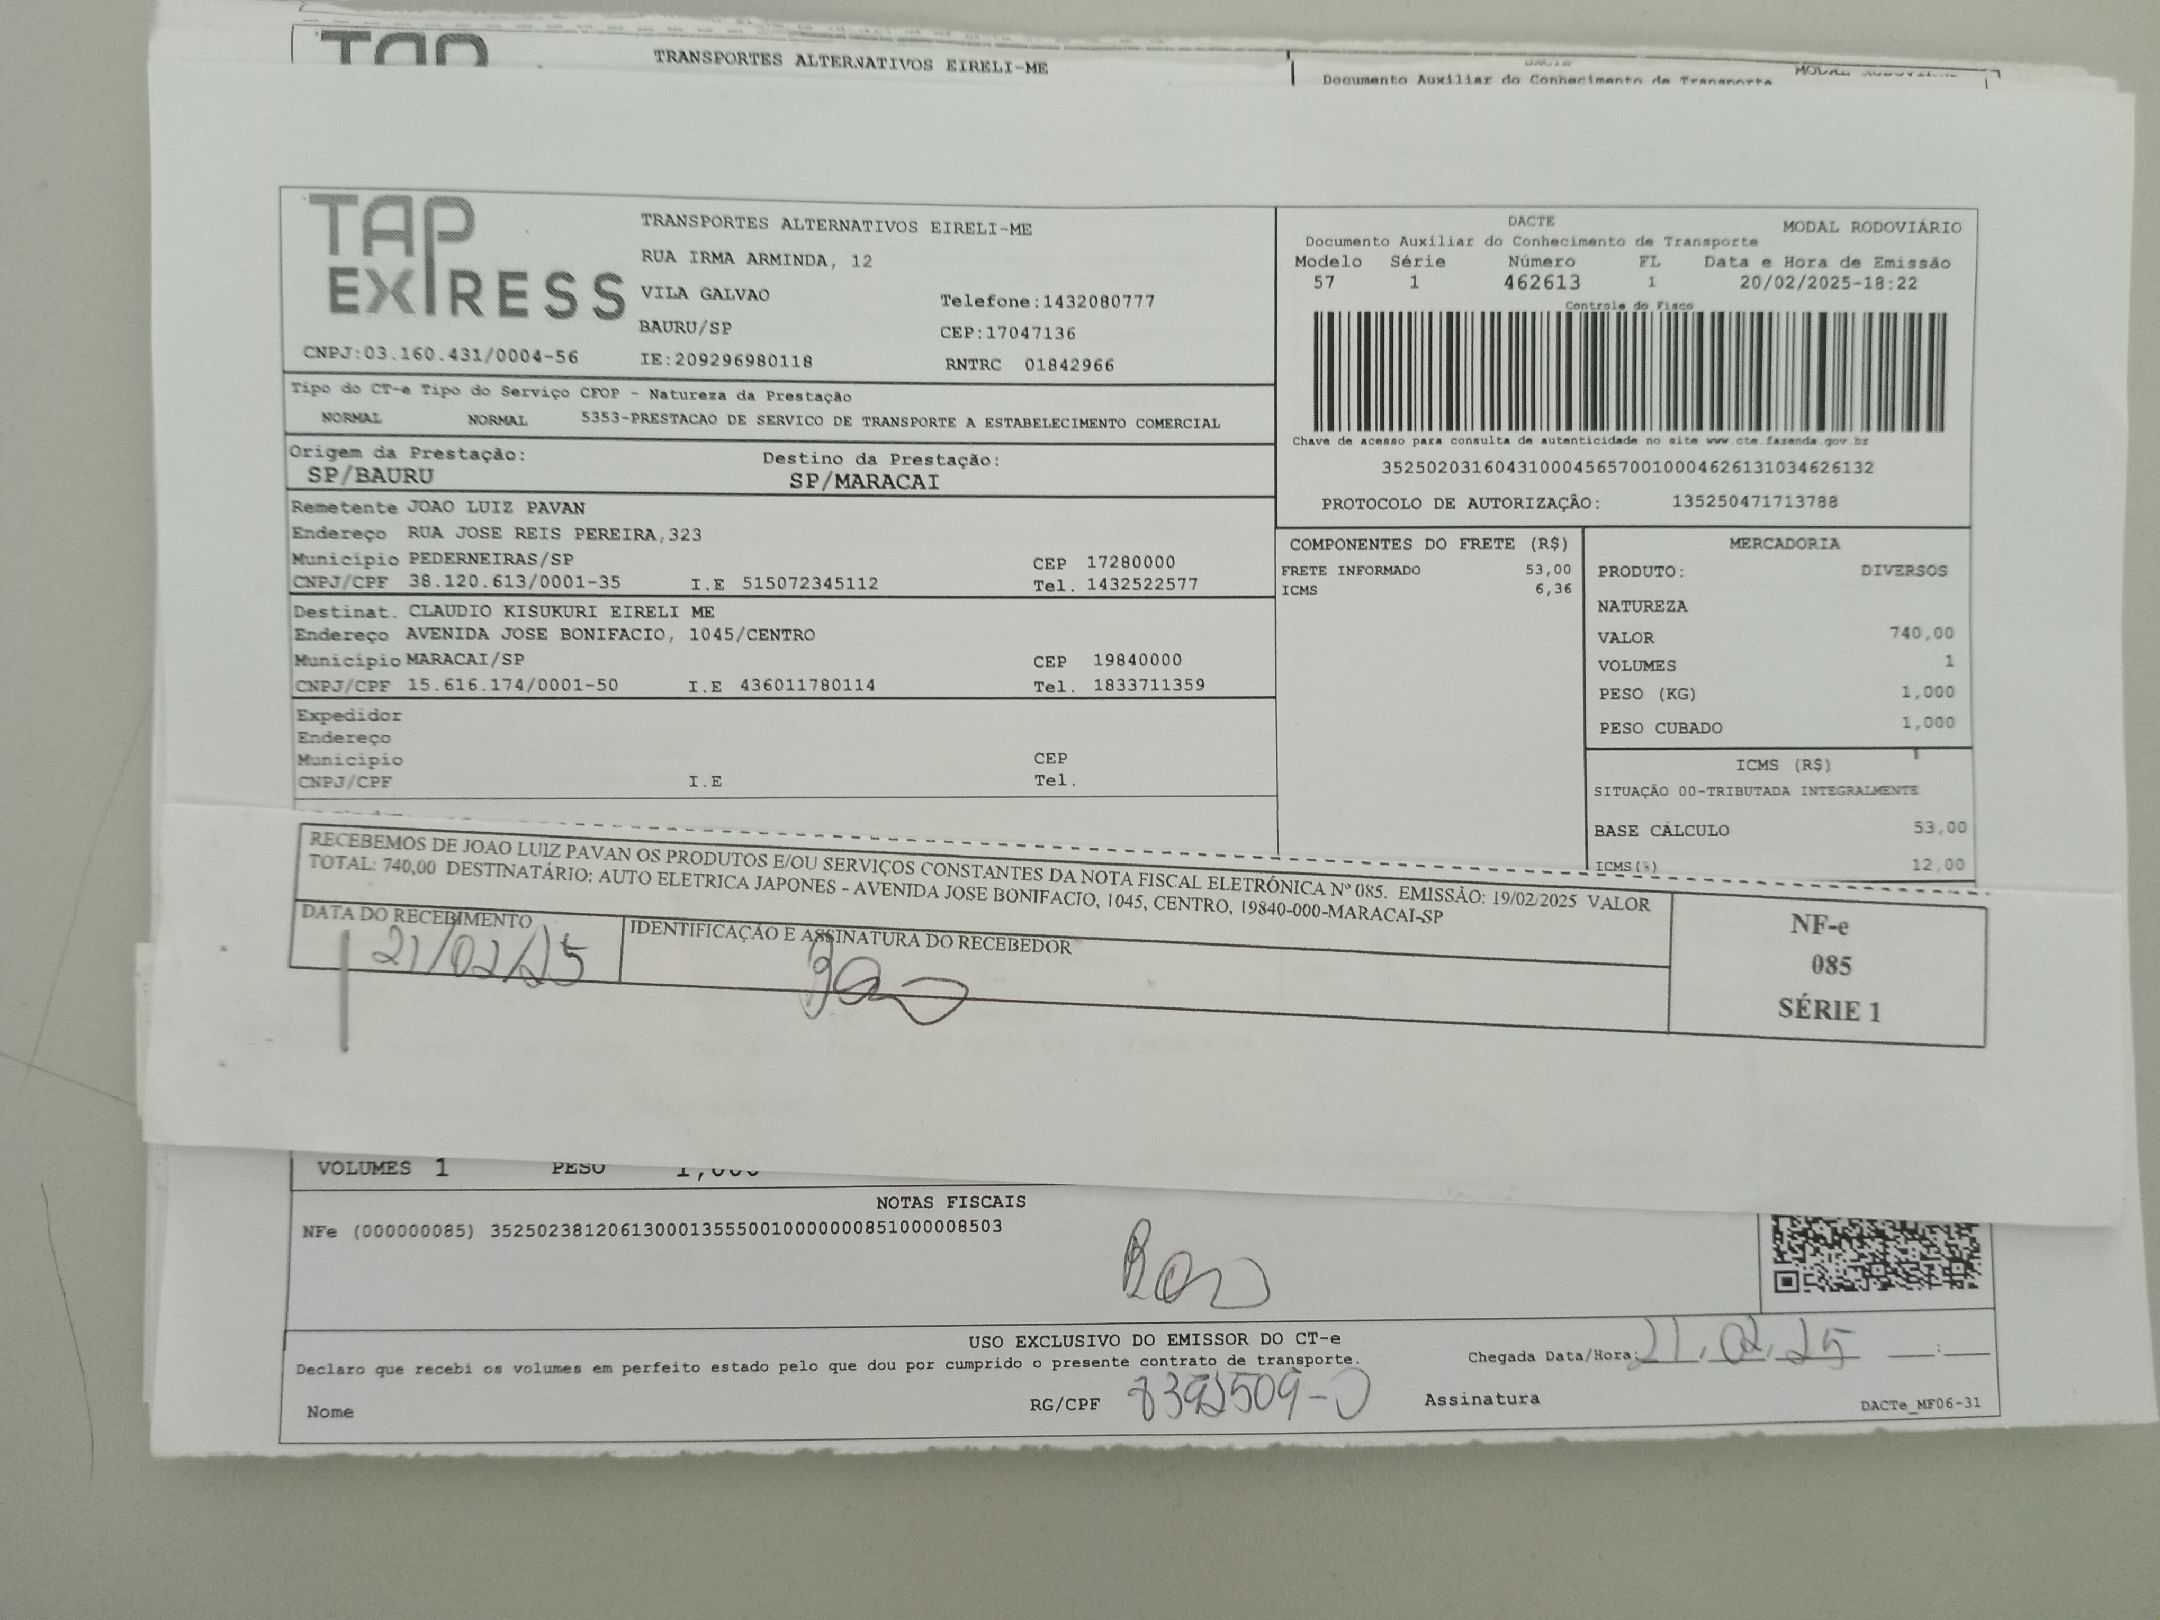 TRANSPORTES ALTERNATIVOS EIRELI-ME
Documento Auxiliar do Conhecimento de Transporte
TAP
EXPRESS
CNPJ:03.160.431/0004-56
TRANSPORTES ALTERNATIVOS EIRELI-ME
RUA IRMA ARMINDA, 12
VILA GALVAO Telefone:1432080777
BAURU/SP CEP:17047136
IE:209296980118 RNTRC 01842966
DACTE MODAL RODOVIÁRIO
Documento Auxiliar do Conhecimento de Transporte
Modelo Série Número FL Data e Hora de Emissão
57 1 462613 1 20/02/2025-18:22
Controle do Fisco
Chave de acesso para consulta de autenticidade no site www.cte.fazenda.gov.br
35250203160431000456570010004626131034626132
PROTOCOLO DE AUTORIZAÇÃO: 135250471713788
Tipo do CT-e Tipo do Serviço CFOP - Natureza da Prestação
NORMAL NORMAL 5353-PRESTACAO DE SERVICO DE TRANSPORTE A ESTABELECIMENTO COMERCIAL
Origem da Prestação: Destino da Prestação:
SP/BAURU SP/MARACAI
Remetente JOAO LUIZ PAVAN
Endereço RUA JOSE REIS PEREIRA,323
Município PEDERNEIRAS/SP CEP 17280000
CNPJ/CPF 38.120.613/0001-35 I.E 515072345112 Tel. 1432522577
Destinat. CLAUDIO KISUKURI EIRELI ME
Endereço AVENIDA JOSE BONIFACIO, 1045/CENTRO
Município MARACAI/SP CEP 19840000
CNPJ/CPF 15.616.174/0001-50 I.E 436011780114 Tel. 1833711359
Expedidor
Endereço
Município CEP
CNPJ/CPF I.E Tel.
COMPONENTES DO FRETE (R$)
FRETE INFORMADO 53,00
ICMS 6,36
MERCADORIA
PRODUTO: DIVERSOS
NATUREZA
VALOR 740,00
VOLUMES 1
PESO (KG) 1,000
PESO CUBADO 1,000
ICMS (R$)
SITUAÇÃO 00-TRIBUTADA INTEGRALMENTE
BASE CÁLCULO 53,00
ICMS(%) 12,00
RECEBEMOS DE JOAO LUIZ PAVAN OS PRODUTOS E/OU SERVIÇOS CONSTANTES DA NOTA FISCAL ELETRÔNICA Nº 085. EMISSÃO: 19/02/2025 VALOR
TOTAL: 740,00 DESTINATÁRIO: AUTO ELETRICA JAPONES - AVENIDA JOSE BONIFACIO, 1045, CENTRO, 19840-000-MARACAI-SP
DATA DO RECEBIMENTO IDENTIFICAÇÃO E ASSINATURA DO RECEBEDOR
21/02/25
NF-e
085
SÉRIE 1
VOLUMES 1 PESO 1,000
NOTAS FISCAIS
NFe (000000085) 35250238120613000135550010000000851000008503
USO EXCLUSIVO DO EMISSOR DO CT-e
Declaro que recebi os volumes em perfeito estado pelo que dou por cumprido o presente contrato de transporte. Chegada Data/Hora: 21.02.25
Nome RG/CPF Assinatura DACTe_MF06-31